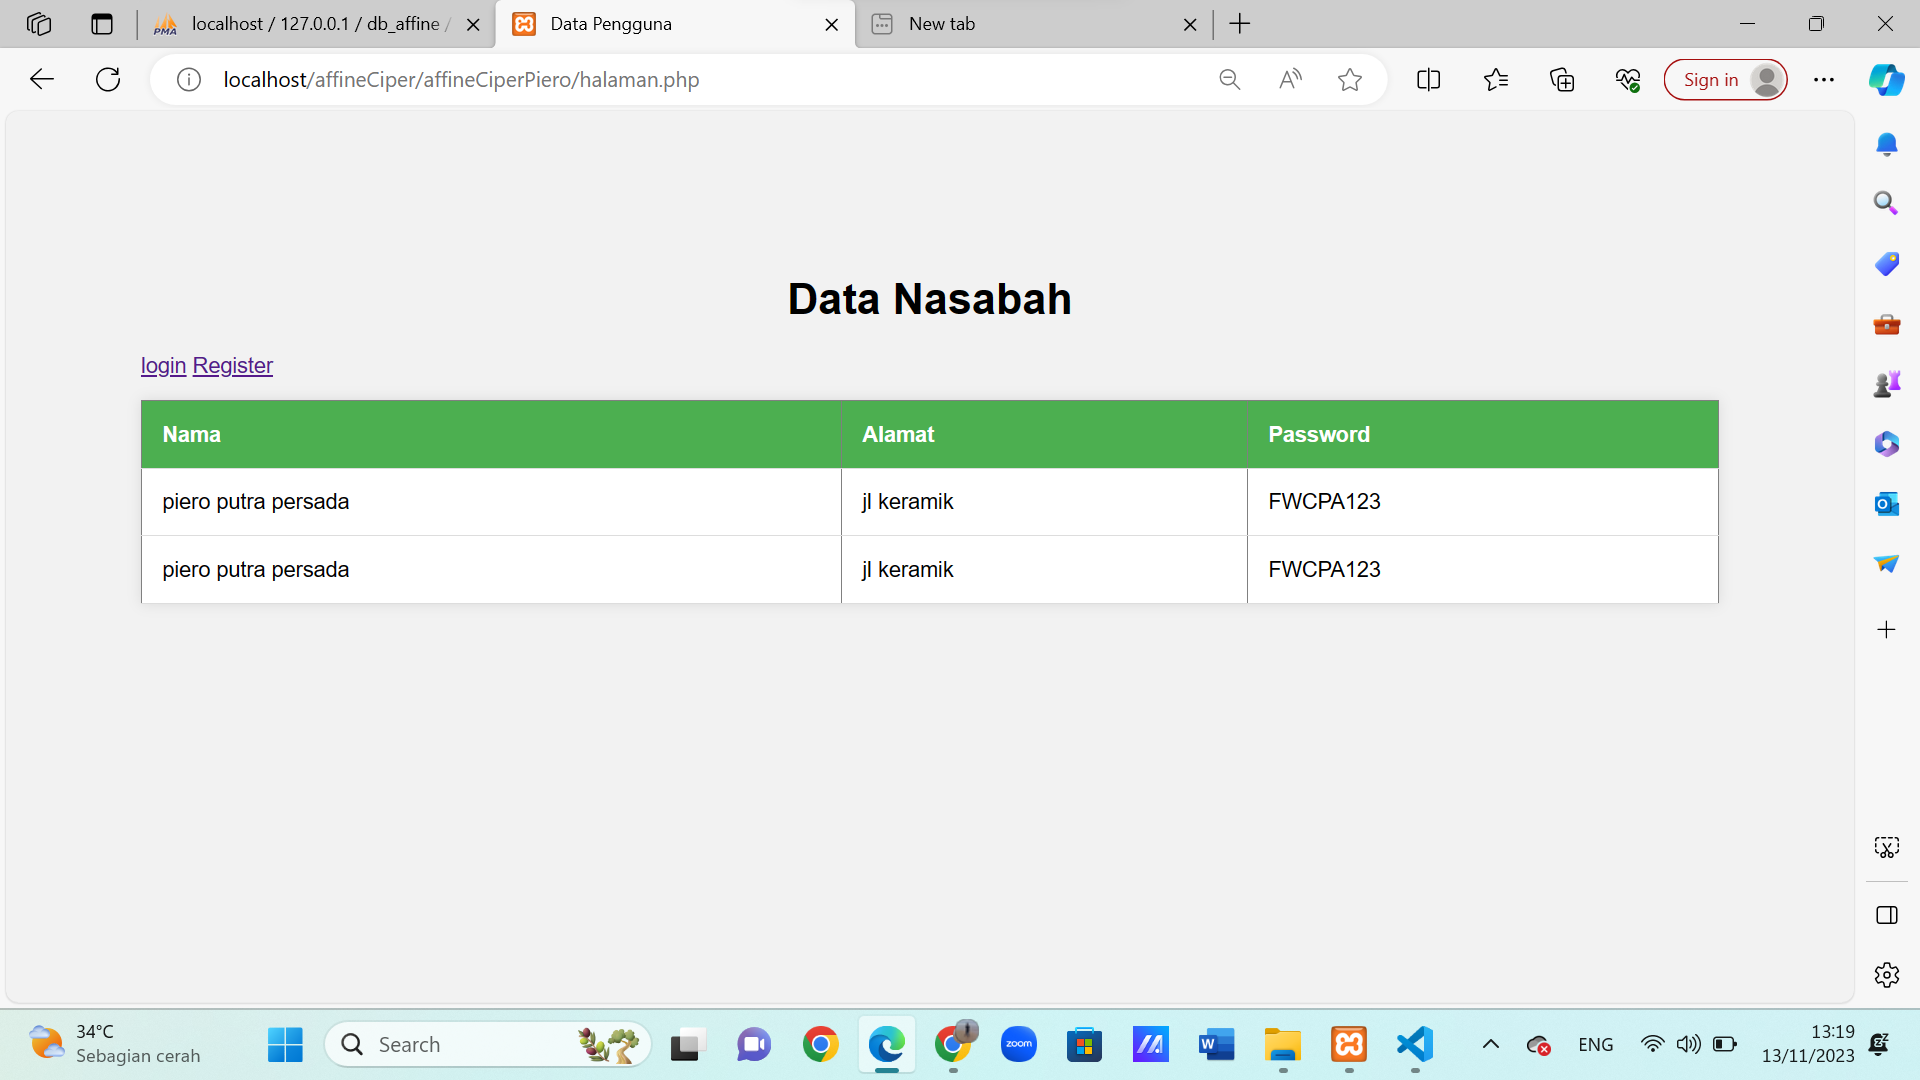 localhost / 127.0.0.1 / db_affine /
Data Pengguna
New tab
localhost/affineCiper/affineCiperPiero/halaman.php
Sign in
Data Nasabah
login Register
Nama Alamat Password
piero putra persada jl keramik FWCPA123
piero putra persada jl keramik FWCPA123
34°C
Sebagian cerah
Search
zoom
ENG
13:19
13/11/2023